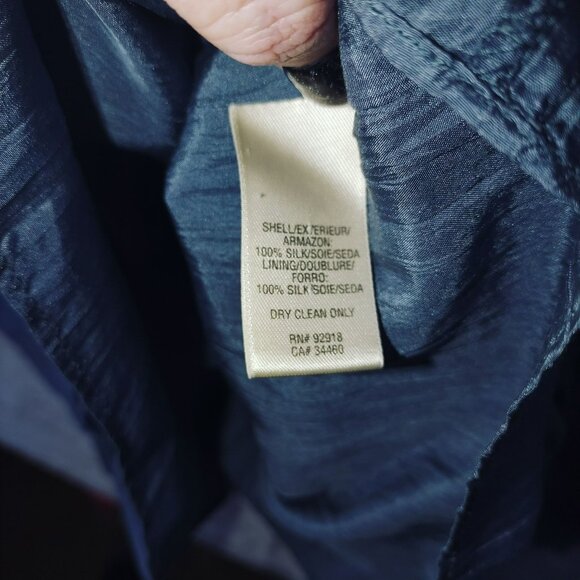 SHELL/EXTERIEUR/
ARMAZON:
100% SILK/SOIE/SEDA
LINING/DOUBLURE/
FORRO:
100% SILK/SOIE/SEDA
DRY CLEAN ONLY
RN# 92918
CA# 34460